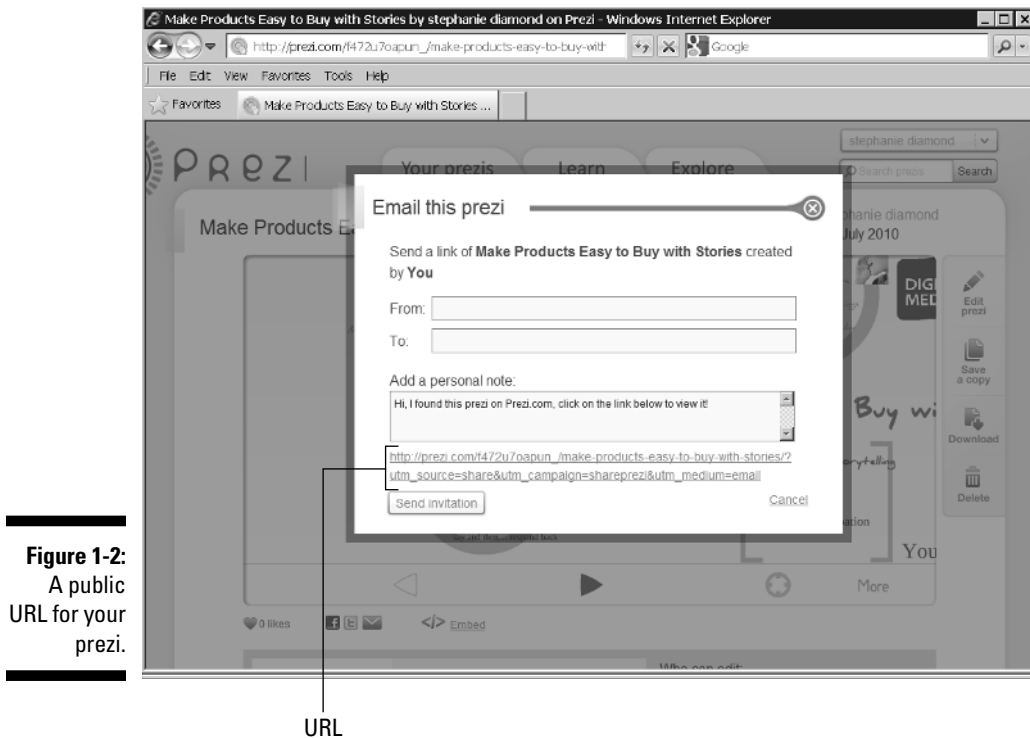 Make Products Easy to Buy with Stories by stephanie diamond on Prezi - Windows Internet Explorer
http://prezi.com/f472u7oapun_/make-products-easy-to-buy-with
Google
File Edit View Favorites Tools Help
Favorites
Make Products Easy to Buy with Stories ...
PRezI
Your prezis
Learn
Explore
stephanie diamond
Search prezis
Search
Make Products E
phanie diamond
July 2010
Email this prezi
Send a link of Make Products Easy to Buy with Stories created
by You
From:
To:
Add a personal note:
Hi, I found this prezi on Prezi.com, click on the link below to view it!
http://prezi.com/f472u7oapun_/make-products-easy-to-buy-with-stories/?
utm_source=share&utm_campaign=shareprezi&utm_medium=email
Send invitation
Cancel
DIGI
MED
Edit
prezi
Save
a copy
Buy wi
Download
orytelling
Delete
You
More
0 likes
</> Embed
Who can edit:
Figure 1-2:
A public
URL for your
prezi.
URL